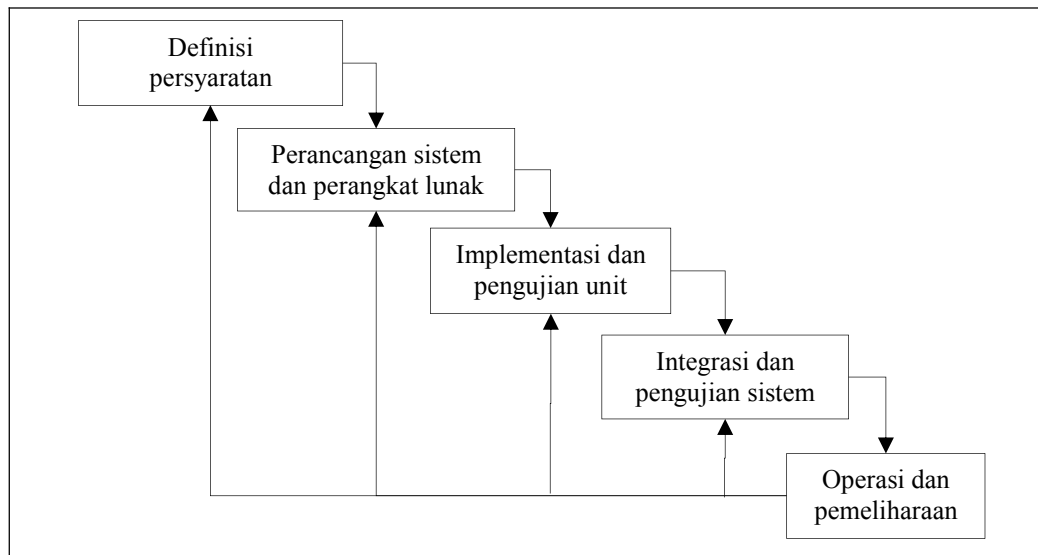 Definisi
persyaratan
Perancangan sistem
dan perangkat lunak
Implementasi dan
pengujian unit
Integrasi dan
pengujian sistem
Operasi dan
pemeliharaan